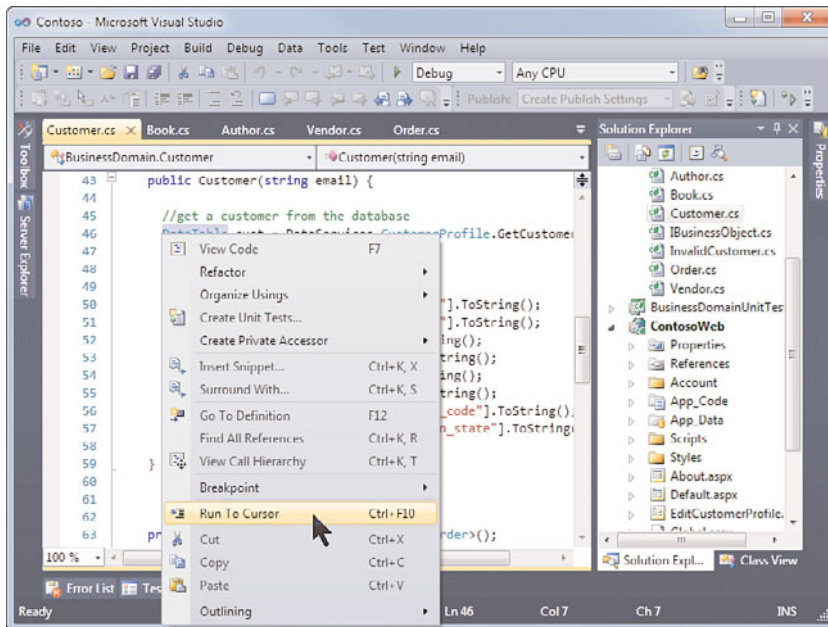 Contoso - Microsoft Visual Studio
File Edit View Project Build Debug Data Tools Test Window Help
Debug Any CPU
Publish: Create Publish Settings
Customer.cs Book.cs Author.cs Vendor.cs Order.cs
Solution Explorer
Toolbox
Server Explorer
Properties
BusinessDomain.Customer Customer(string email)
43 public Customer(string email) {
44
45 //get a customer from the database
46 DataTable cust = DataServices.CustomerProfile.GetCustomer
47
48
49
50 "].ToString();
51 "].ToString();
52 ing();
53 tring();
54 ing();
55 tring();
56 _code"].ToString();
57 n_state"].ToString(
58
59 }
60
61
62
63 pr rder>();
View Code F7
Refactor
Organize Usings
Create Unit Tests...
Create Private Accessor
Insert Snippet... Ctrl+K, X
Surround With... Ctrl+K, S
Go To Definition F12
Find All References Ctrl+K, R
View Call Hierarchy Ctrl+K, T
Breakpoint
Run To Cursor Ctrl+F10
Cut Ctrl+X
Copy Ctrl+C
Paste Ctrl+V
Outlining
Author.cs
Book.cs
Customer.cs
IBusinessObject.cs
InvalidCustomer.cs
Order.cs
Vendor.cs
BusinessDomainUnitTes
ContosoWeb
Properties
References
Account
App_Code
App_Data
Scripts
Styles
About.aspx
Default.aspx
EditCustomerProfile.
Global.asax
100 %
Solution Expl... Class View
Error List Tes
Ready Ln 46 Col 7 Ch 7 INS